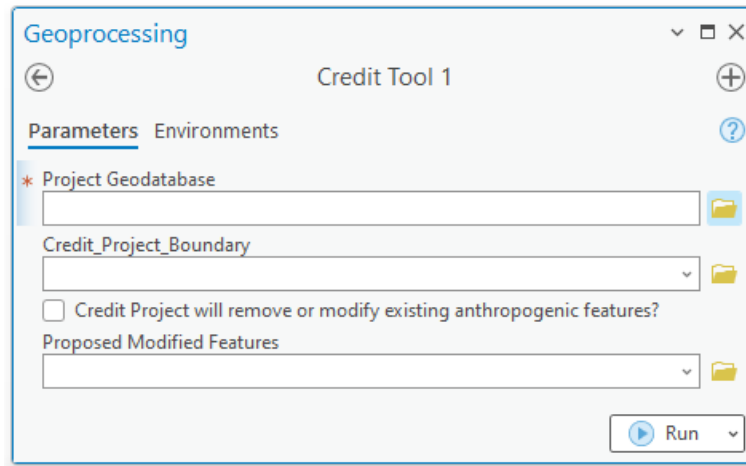 Geoprocessing
Credit Tool 1
Parameters Environments
* Project Geodatabase
Credit_Project_Boundary
Credit Project will remove or modify existing anthropogenic features?
Proposed Modified Features
Run